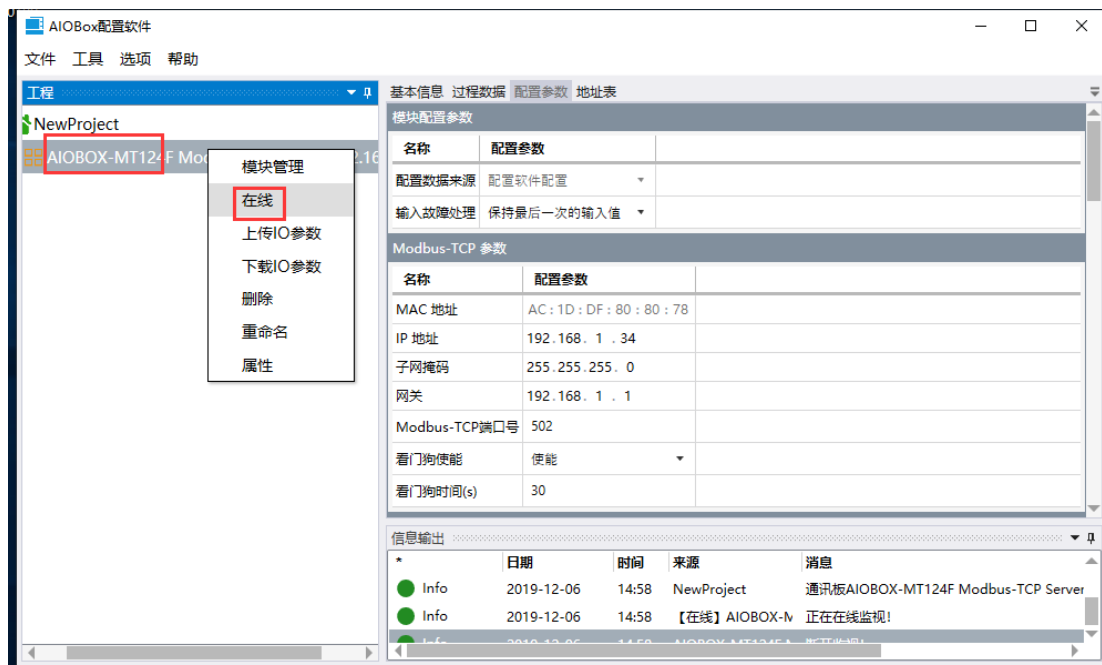 AIOBox配置软件
文件 工具 选项 帮助
工程
NewProject
AIOBOX-MT124F
模块管理
在线
上传IO参数
下载IO参数
删除
重命名
属性
基本信息 过程数据 配置参数 地址表
模块配置参数
名称 配置参数
配置数据来源 配置软件配置
输入故障处理 保持最后一次的输入值
Modbus-TCP 参数
名称 配置参数
MAC 地址 AC : 1D : DF : 80 : 80 : 78
IP 地址 192.168. 1 . 34
子网掩码 255.255.255. 0
网关 192.168. 1 . 1
Modbus-TCP端口号 502
看门狗使能 使能
看门狗时间(s) 30
信息输出
* 日期 时间 来源 消息
Info 2019-12-06 14:58 NewProject 通讯板AIOBOX-MT124F Modbus-TCP Server
Info 2019-12-06 14:58 【在线】AIOBOX-M 正在在线监视!